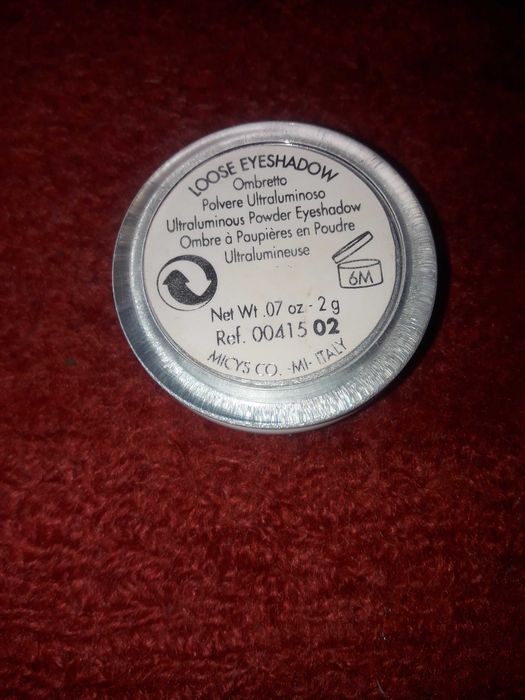 LOOSE EYESHADOW
Ombretto
Polvere Ultraluminoso
Ultraluminous Powder Eyeshadow
Ombre à Paupières en Poudre
Ultralumineuse
6M
Net Wt .07 oz - 2 g
Ref. 00415 02
MICYS CO. -MI- ITALY